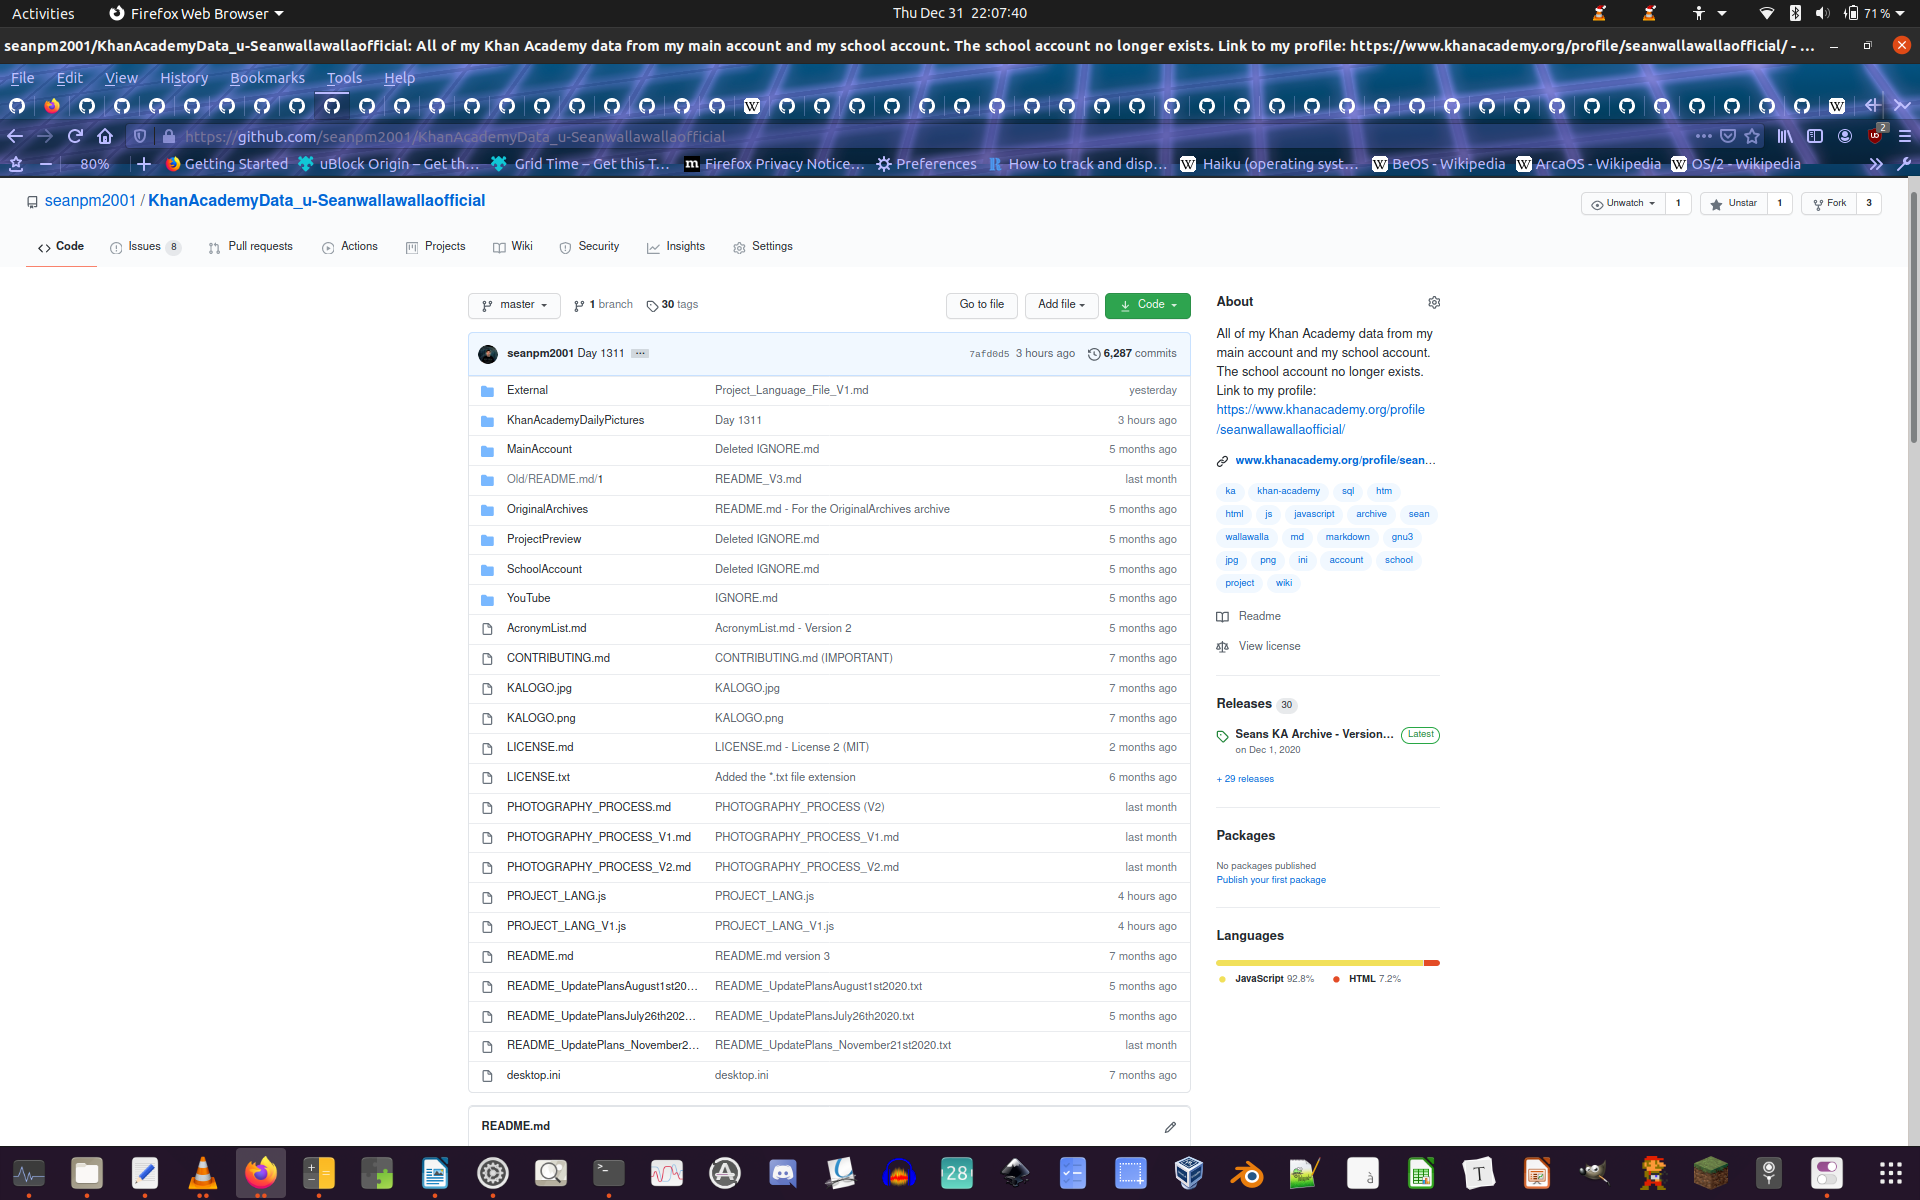 Activities Firefox Web Browser Thu Dec 31 22:07:40 71 %
seanpm2001/KhanAcademyData_u-Seanwallawallaofficial: All of my Khan Academy data from my main account and my school account. The school account no longer exists. Link to my profile: https://www.khanacademy.org/profile/seanwallawallaofficial/ - ...
File Edit View History Bookmarks Tools Help
https://github.com/seanpm2001/KhanAcademyData_u-Seanwallawallaofficial 2
80% Getting Started uBlock Origin – Get th… Grid Time – Get this T… Firefox Privacy Notice… Preferences How to track and disp… Haiku (operating syst… BeOS - Wikipedia ArcaOS - Wikipedia OS/2 - Wikipedia
seanpm2001 / KhanAcademyData_u-Seanwallawallaofficial Unwatch 1 Unstar 1 Fork 3
Code Issues 8 Pull requests Actions Projects Wiki Security Insights Settings
master 1 branch 30 tags Go to file Add file Code
seanpm2001 Day 1311 ... 7afd0d5 3 hours ago 6,287 commits
External Project_Language_File_V1.md yesterday
KhanAcademyDailyPictures Day 1311 3 hours ago
MainAccount Deleted IGNORE.md 5 months ago
Old/README.md/1 README_V3.md last month
OriginalArchives README.md - For the OriginalArchives archive 5 months ago
ProjectPreview Deleted IGNORE.md 5 months ago
SchoolAccount Deleted IGNORE.md 5 months ago
YouTube IGNORE.md 5 months ago
AcronymList.md AcronymList.md - Version 2 5 months ago
CONTRIBUTING.md CONTRIBUTING.md (IMPORTANT) 7 months ago
KALOGO.jpg KALOGO.jpg 7 months ago
KALOGO.png KALOGO.png 7 months ago
LICENSE.md LICENSE.md - License 2 (MIT) 2 months ago
LICENSE.txt Added the *.txt file extension 6 months ago
PHOTOGRAPHY_PROCESS.md PHOTOGRAPHY_PROCESS (V2) last month
PHOTOGRAPHY_PROCESS_V1.md PHOTOGRAPHY_PROCESS_V1.md last month
PHOTOGRAPHY_PROCESS_V2.md PHOTOGRAPHY_PROCESS_V2.md last month
PROJECT_LANG.js PROJECT_LANG.js 4 hours ago
PROJECT_LANG_V1.js PROJECT_LANG_V1.js 4 hours ago
README.md README.md version 3 7 months ago
README_UpdatePlansAugust1st20... README_UpdatePlansAugust1st2020.txt 5 months ago
README_UpdatePlansJuly26th202... README_UpdatePlansJuly26th2020.txt 5 months ago
README_UpdatePlans_November2... README_UpdatePlans_November21st2020.txt last month
desktop.ini desktop.ini 7 months ago
README.md
About
All of my Khan Academy data from my
main account and my school account.
The school account no longer exists.
Link to my profile:
https://www.khanacademy.org/profile
/seanwallawallaofficial/
www.khanacademy.org/profile/sean...
ka khan-academy sql htm
html js javascript archive sean
wallawalla md markdown gnu3
jpg png ini account school
project wiki
Readme
View license
Releases 30
Seans KA Archive - Version... Latest
on Dec 1, 2020
+ 29 releases
Packages
No packages published
Publish your first package
Languages
JavaScript 92.8% HTML 7.2%
28